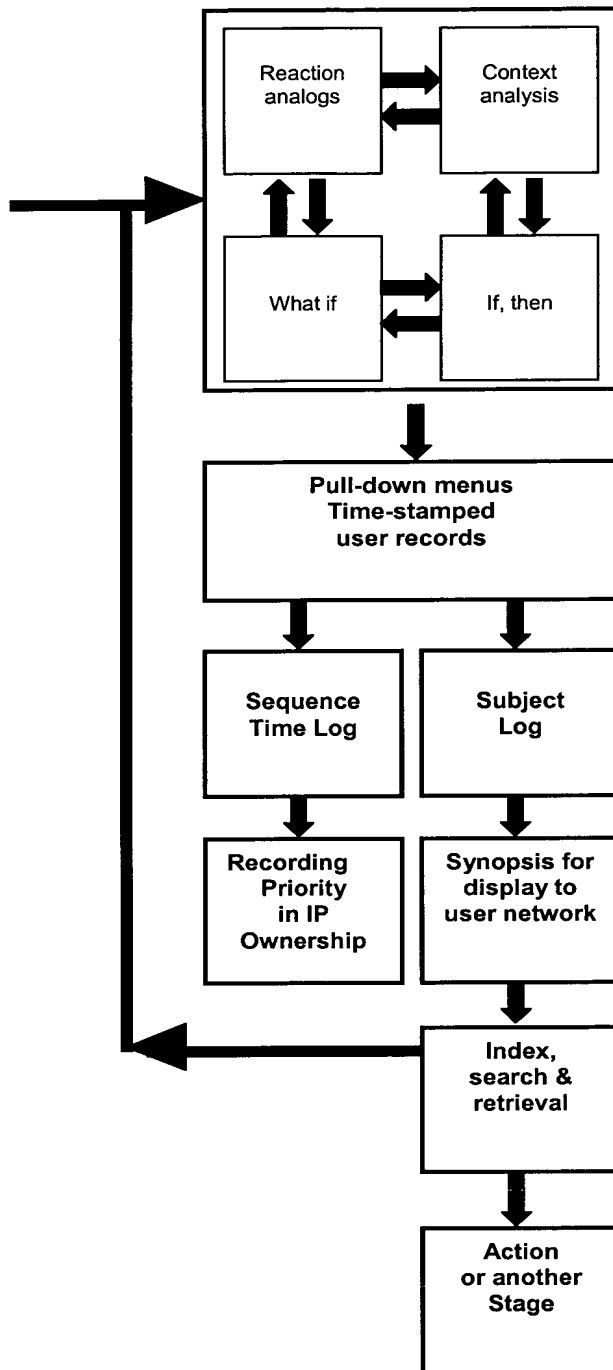 Reaction
analogs
Context
analysis
What if
If, then
Pull-down menus
Time-stamped
user records
Sequence
Time Log
Subject
Log
Recording
Priority
in IP
Ownership
Synopsis for
display to
user network
Index,
search &
retrieval
Action
or another
Stage